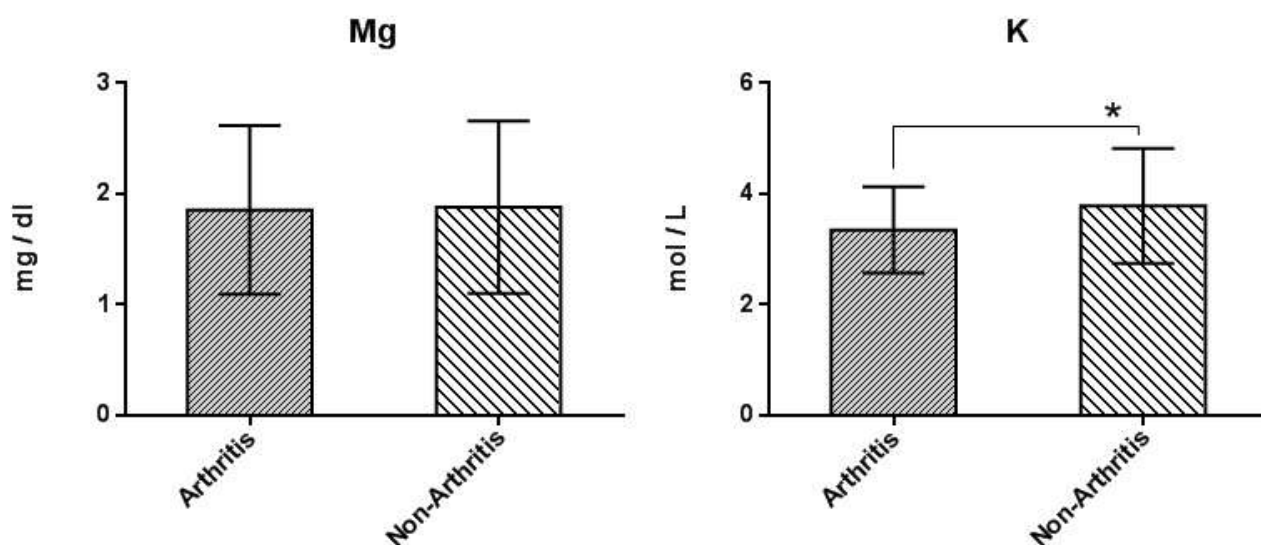 Mg
3
2
1
0
mg / dl
Arthritis
Non-Arthritis
K
6
4
2
0
mol / L
*
Arthritis
Non-Arthritis